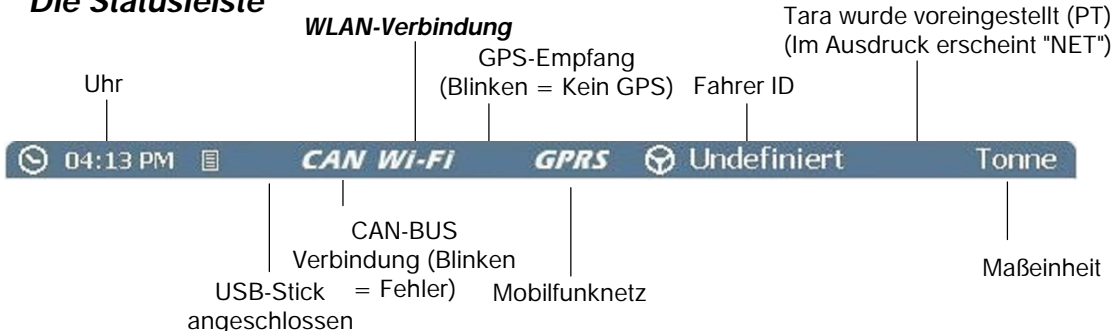 Die Statusleiste
WLAN-Verbindung
Tara wurde voreingestellt (PT)
(Im Ausdruck erscheint "NET")
GPS-Empfang
(Blinken = Kein GPS)
Uhr
Fahrer ID
04:13 PM CAN Wi-Fi GPRS Undefiniert Tonne
CAN-BUS
Verbindung (Blinken
= Fehler)
USB-Stick
angeschlossen
Mobilfunknetz
Maßeinheit